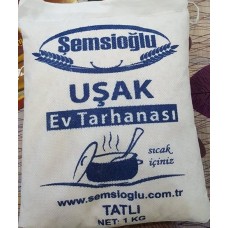 Şemsioğlu
UŞAK
Ev Tarhanası
sıcak
içiniz
www.semsioglu.com.tr
TATLI
NET: 1 KG